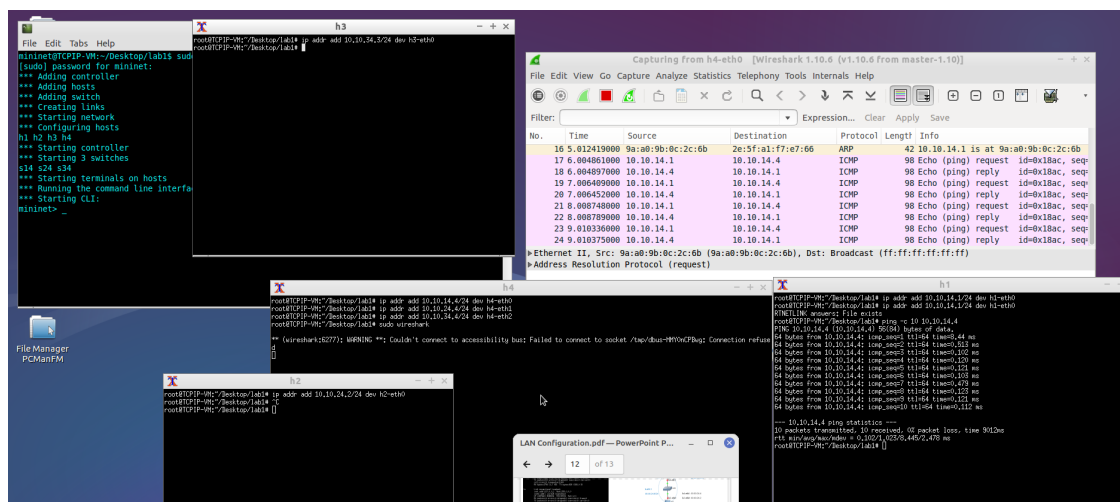 h3
File Edit Tabs Help
mininet@TCPIP-VM:~/Desktop/lab1$ sud
[sudo] password for mininet:
*** Adding controller
*** Adding hosts
*** Adding switch
*** Creating links
*** Starting network
*** Configuring hosts
h1 h2 h3 h4
*** Starting controller
*** Starting 3 switches
s14 s24 s34
*** Starting terminals on hosts
*** Running the command line interfa
*** Starting CLI:
mininet> _
root@TCPIP-VM:~/Desktop/lab1# ip addr add 10.10.34.3/24 dev h3-eth0
root@TCPIP-VM:~/Desktop/lab1#
Capturing from h4-eth0 [Wireshark 1.10.6 (v1.10.6 from master-1.10)]
File Edit View Go Capture Analyze Statistics Telephony Tools Internals Help
Filter: Expression... Clear Apply Save
No. Time Source Destination Protocol Length Info
16 5.012419000 9a:a0:9b:0c:2c:6b 2e:5f:a1:f7:e7:66 ARP 42 10.10.14.1 is at 9a:a0:9b:0c:2c:6b
17 6.004861000 10.10.14.1 10.10.14.4 ICMP 98 Echo (ping) request id=0x18ac, seq=
18 6.004897000 10.10.14.4 10.10.14.1 ICMP 98 Echo (ping) reply id=0x18ac, seq=
19 7.006409000 10.10.14.1 10.10.14.4 ICMP 98 Echo (ping) request id=0x18ac, seq=
20 7.006452000 10.10.14.4 10.10.14.1 ICMP 98 Echo (ping) reply id=0x18ac, seq=
21 8.008748000 10.10.14.1 10.10.14.4 ICMP 98 Echo (ping) request id=0x18ac, seq=
22 8.008789000 10.10.14.4 10.10.14.1 ICMP 98 Echo (ping) reply id=0x18ac, seq=
23 9.010336000 10.10.14.1 10.10.14.4 ICMP 98 Echo (ping) request id=0x18ac, seq=
24 9.010375000 10.10.14.4 10.10.14.1 ICMP 98 Echo (ping) reply id=0x18ac, seq=
Ethernet II, Src: 9a:a0:9b:0c:2c:6b (9a:a0:9b:0c:2c:6b), Dst: Broadcast (ff:ff:ff:ff:ff:ff)
Address Resolution Protocol (request)
h4
root@TCPIP-VM:~/Desktop/lab1# ip addr add 10.10.14.4/24 dev h4-eth0
root@TCPIP-VM:~/Desktop/lab1# ip addr add 10.10.24.4/24 dev h4-eth1
root@TCPIP-VM:~/Desktop/lab1# ip addr add 10.10.34.4/24 dev h4-eth2
root@TCPIP-VM:~/Desktop/lab1# sudo wireshark
** (wireshark:6277): WARNING **: Couldn't connect to accessibility bus: Failed to connect to socket /tmp/dbus-MMYOnCPBwg: Connection refuse
d
h1
root@TCPIP-VM:~/Desktop/lab1# ip addr add 10.10.14.1/24 dev h1-eth0
root@TCPIP-VM:~/Desktop/lab1# ip addr add 10.10.14.1/24 dev h1-eth0
RTNETLINK answers: File exists
root@TCPIP-VM:~/Desktop/lab1# ping -c 10 10.10.14.4
PING 10.10.14.4 (10.10.14.4) 56(84) bytes of data.
64 bytes from 10.10.14.4: icmp_seq=1 ttl=64 time=8.44 ms
64 bytes from 10.10.14.4: icmp_seq=2 ttl=64 time=0.513 ms
64 bytes from 10.10.14.4: icmp_seq=3 ttl=64 time=0.102 ms
64 bytes from 10.10.14.4: icmp_seq=4 ttl=64 time=0.120 ms
64 bytes from 10.10.14.4: icmp_seq=5 ttl=64 time=0.121 ms
64 bytes from 10.10.14.4: icmp_seq=6 ttl=64 time=0.103 ms
64 bytes from 10.10.14.4: icmp_seq=7 ttl=64 time=0.479 ms
64 bytes from 10.10.14.4: icmp_seq=8 ttl=64 time=0.123 ms
64 bytes from 10.10.14.4: icmp_seq=9 ttl=64 time=0.121 ms
64 bytes from 10.10.14.4: icmp_seq=10 ttl=64 time=0.112 ms
--- 10.10.14.4 ping statistics ---
10 packets transmitted, 10 received, 0% packet loss, time 9012ms
rtt min/avg/max/mdev = 0.102/1.023/8.445/2.478 ms
root@TCPIP-VM:~/Desktop/lab1#
File Manager
PCManFM
h2
root@TCPIP-VM:~/Desktop/lab1# ip addr add 10.10.24.2/24 dev h2-eth0
root@TCPIP-VM:~/Desktop/lab1# ^C
root@TCPIP-VM:~/Desktop/lab1#
LAN Configuration.pdf — PowerPoint P...
12 of 13